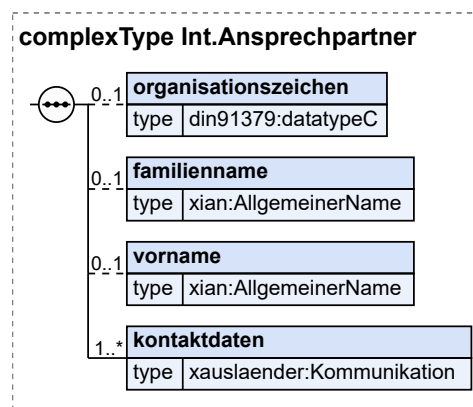 complexType Int.Ansprechpartner
0..1 organisationszeichen
type din91379:datatypeC
0..1 familienname
type xian:AllgemeinerName
0..1 vorname
type xian:AllgemeinerName
1..* kontaktdaten
type xauslaender:Kommunikation